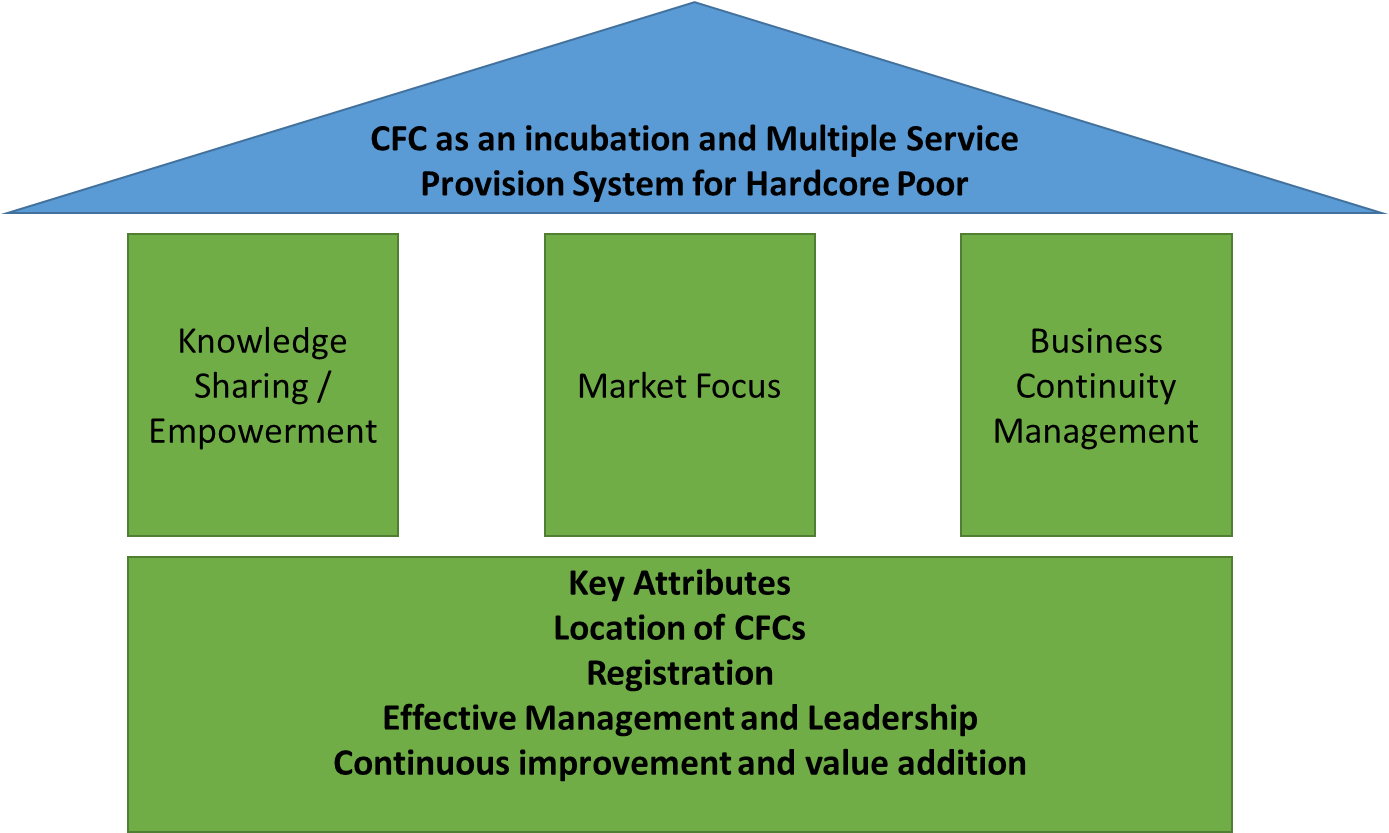 CFC as an incubation and Multiple Service
Provision System for Hardcore Poor
Knowledge
Sharing /
Empowerment
Market Focus
Business
Continuity
Management
Key Attributes
Location of CFCs
Registration
Effective Management and Leadership
Continuous improvement and value addition